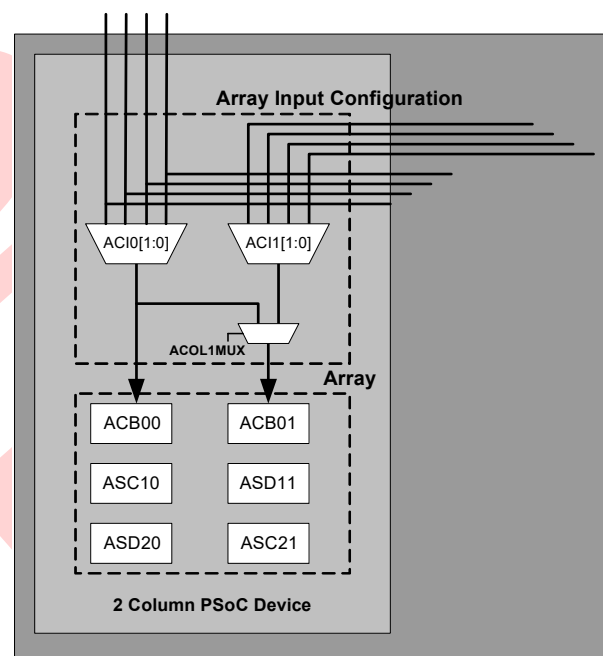 Array Input Configuration
ACI0[1:0]
ACI1[1:0]
ACOL1MUX
Array
ACB00
ACB01
ASC10
ASD11
ASD20
ASC21
2 Column PSoC Device